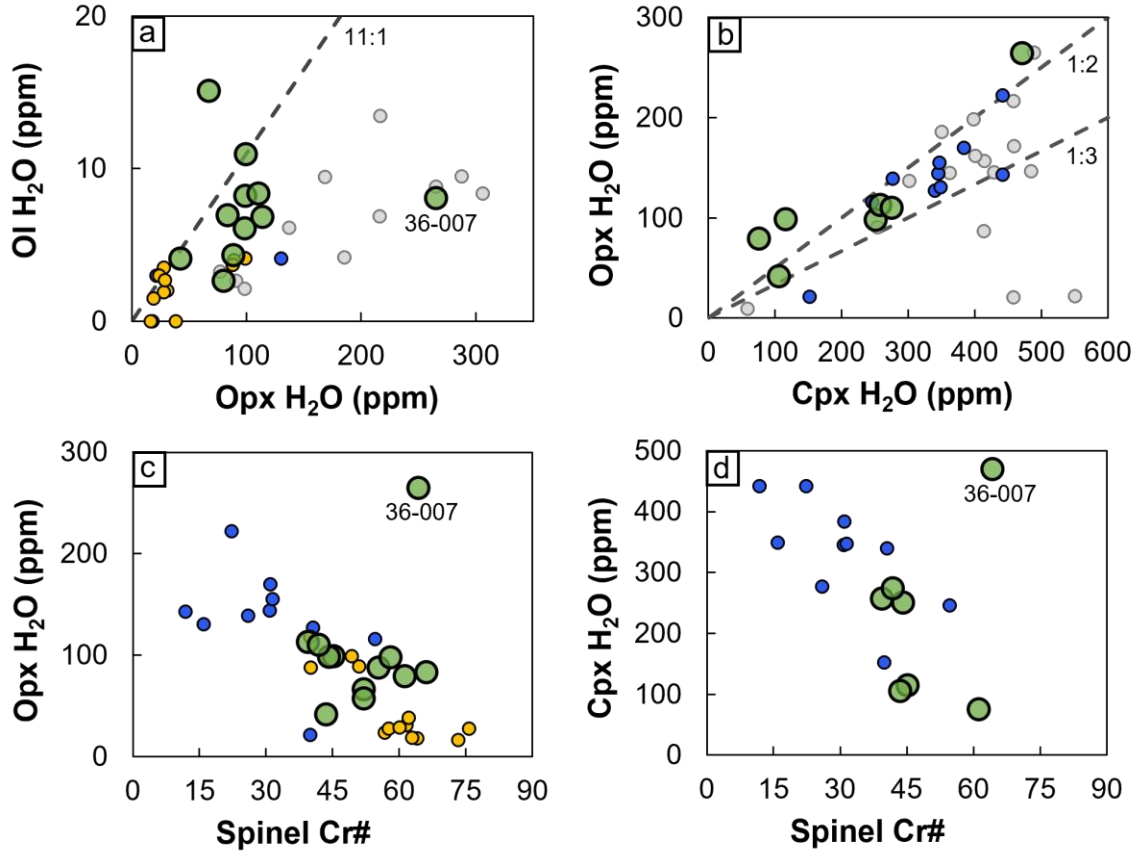 a
11:1
36-007
Ol H₂O (ppm)
20
10
0
0 100 200 300
Opx H₂O (ppm)
b
1:2
1:3
Opx H₂O (ppm)
300
200
100
0
0 100 200 300 400 500 600
Cpx H₂O (ppm)
c
36-007
Opx H₂O (ppm)
300
200
100
0
0 15 30 45 60 75 90
Spinel Cr#
d
36-007
Cpx H₂O (ppm)
500
400
300
200
100
0
0 15 30 45 60 75 90
Spinel Cr#